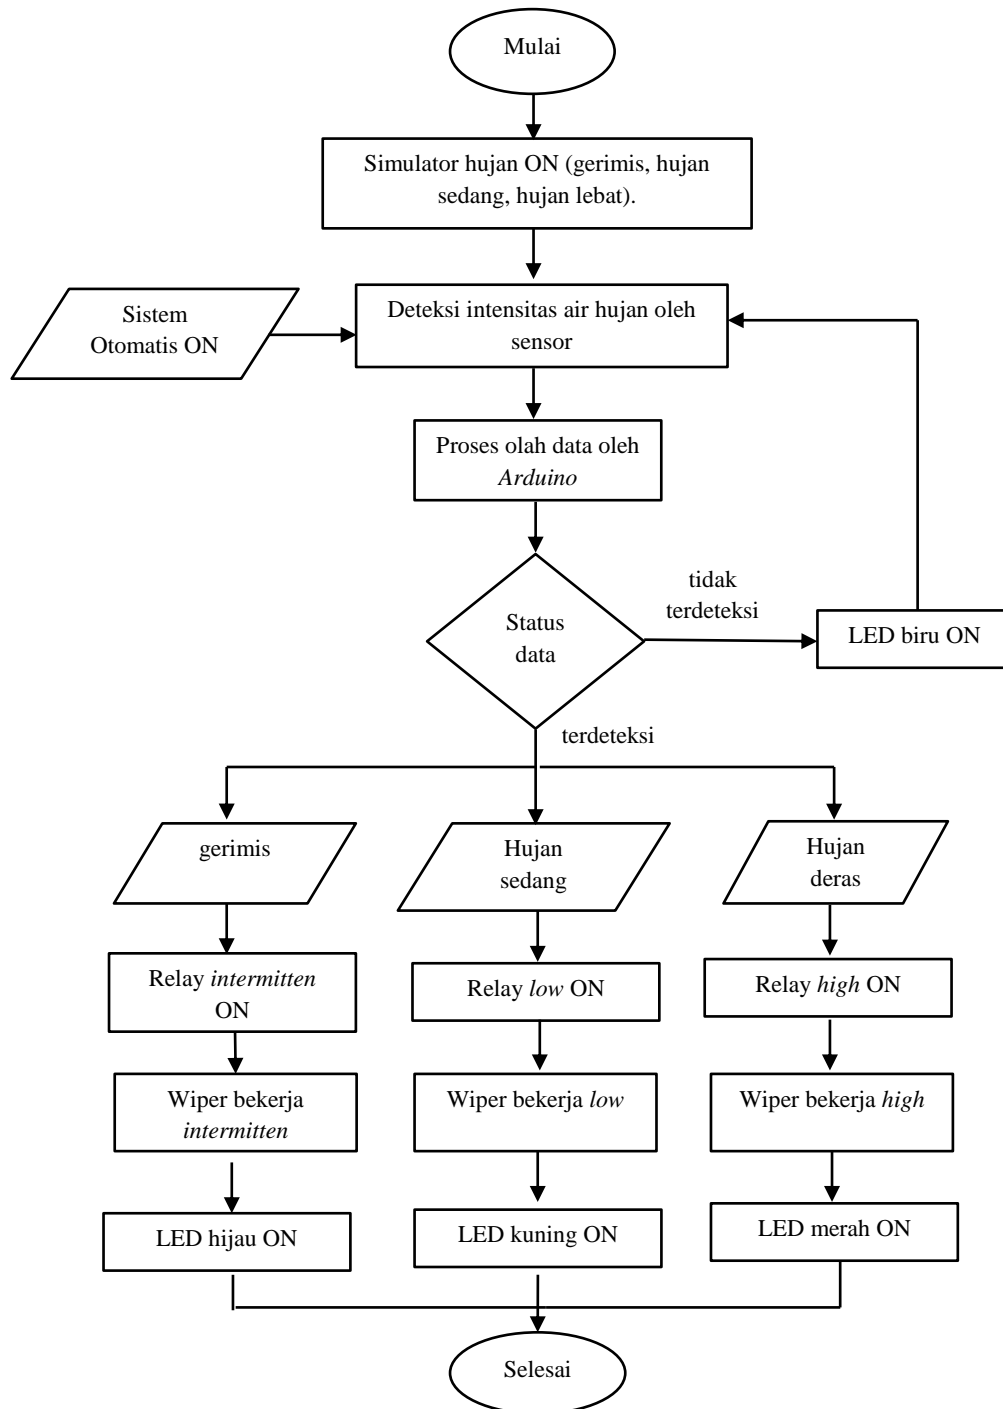 Mulai
Simulator hujan ON (gerimis, hujan
sedang, hujan lebat).
Sistem
Otomatis ON
Deteksi intensitas air hujan oleh
sensor
Proses olah data oleh
Arduino
Status
data
tidak
terdeteksi
LED biru ON
terdeteksi
gerimis
Hujan
sedang
Hujan
deras
Relay intermitten
ON
Relay low ON
Relay high ON
Wiper bekerja
intermitten
Wiper bekerja low
Wiper bekerja high
LED hijau ON
LED kuning ON
LED merah ON
Selesai